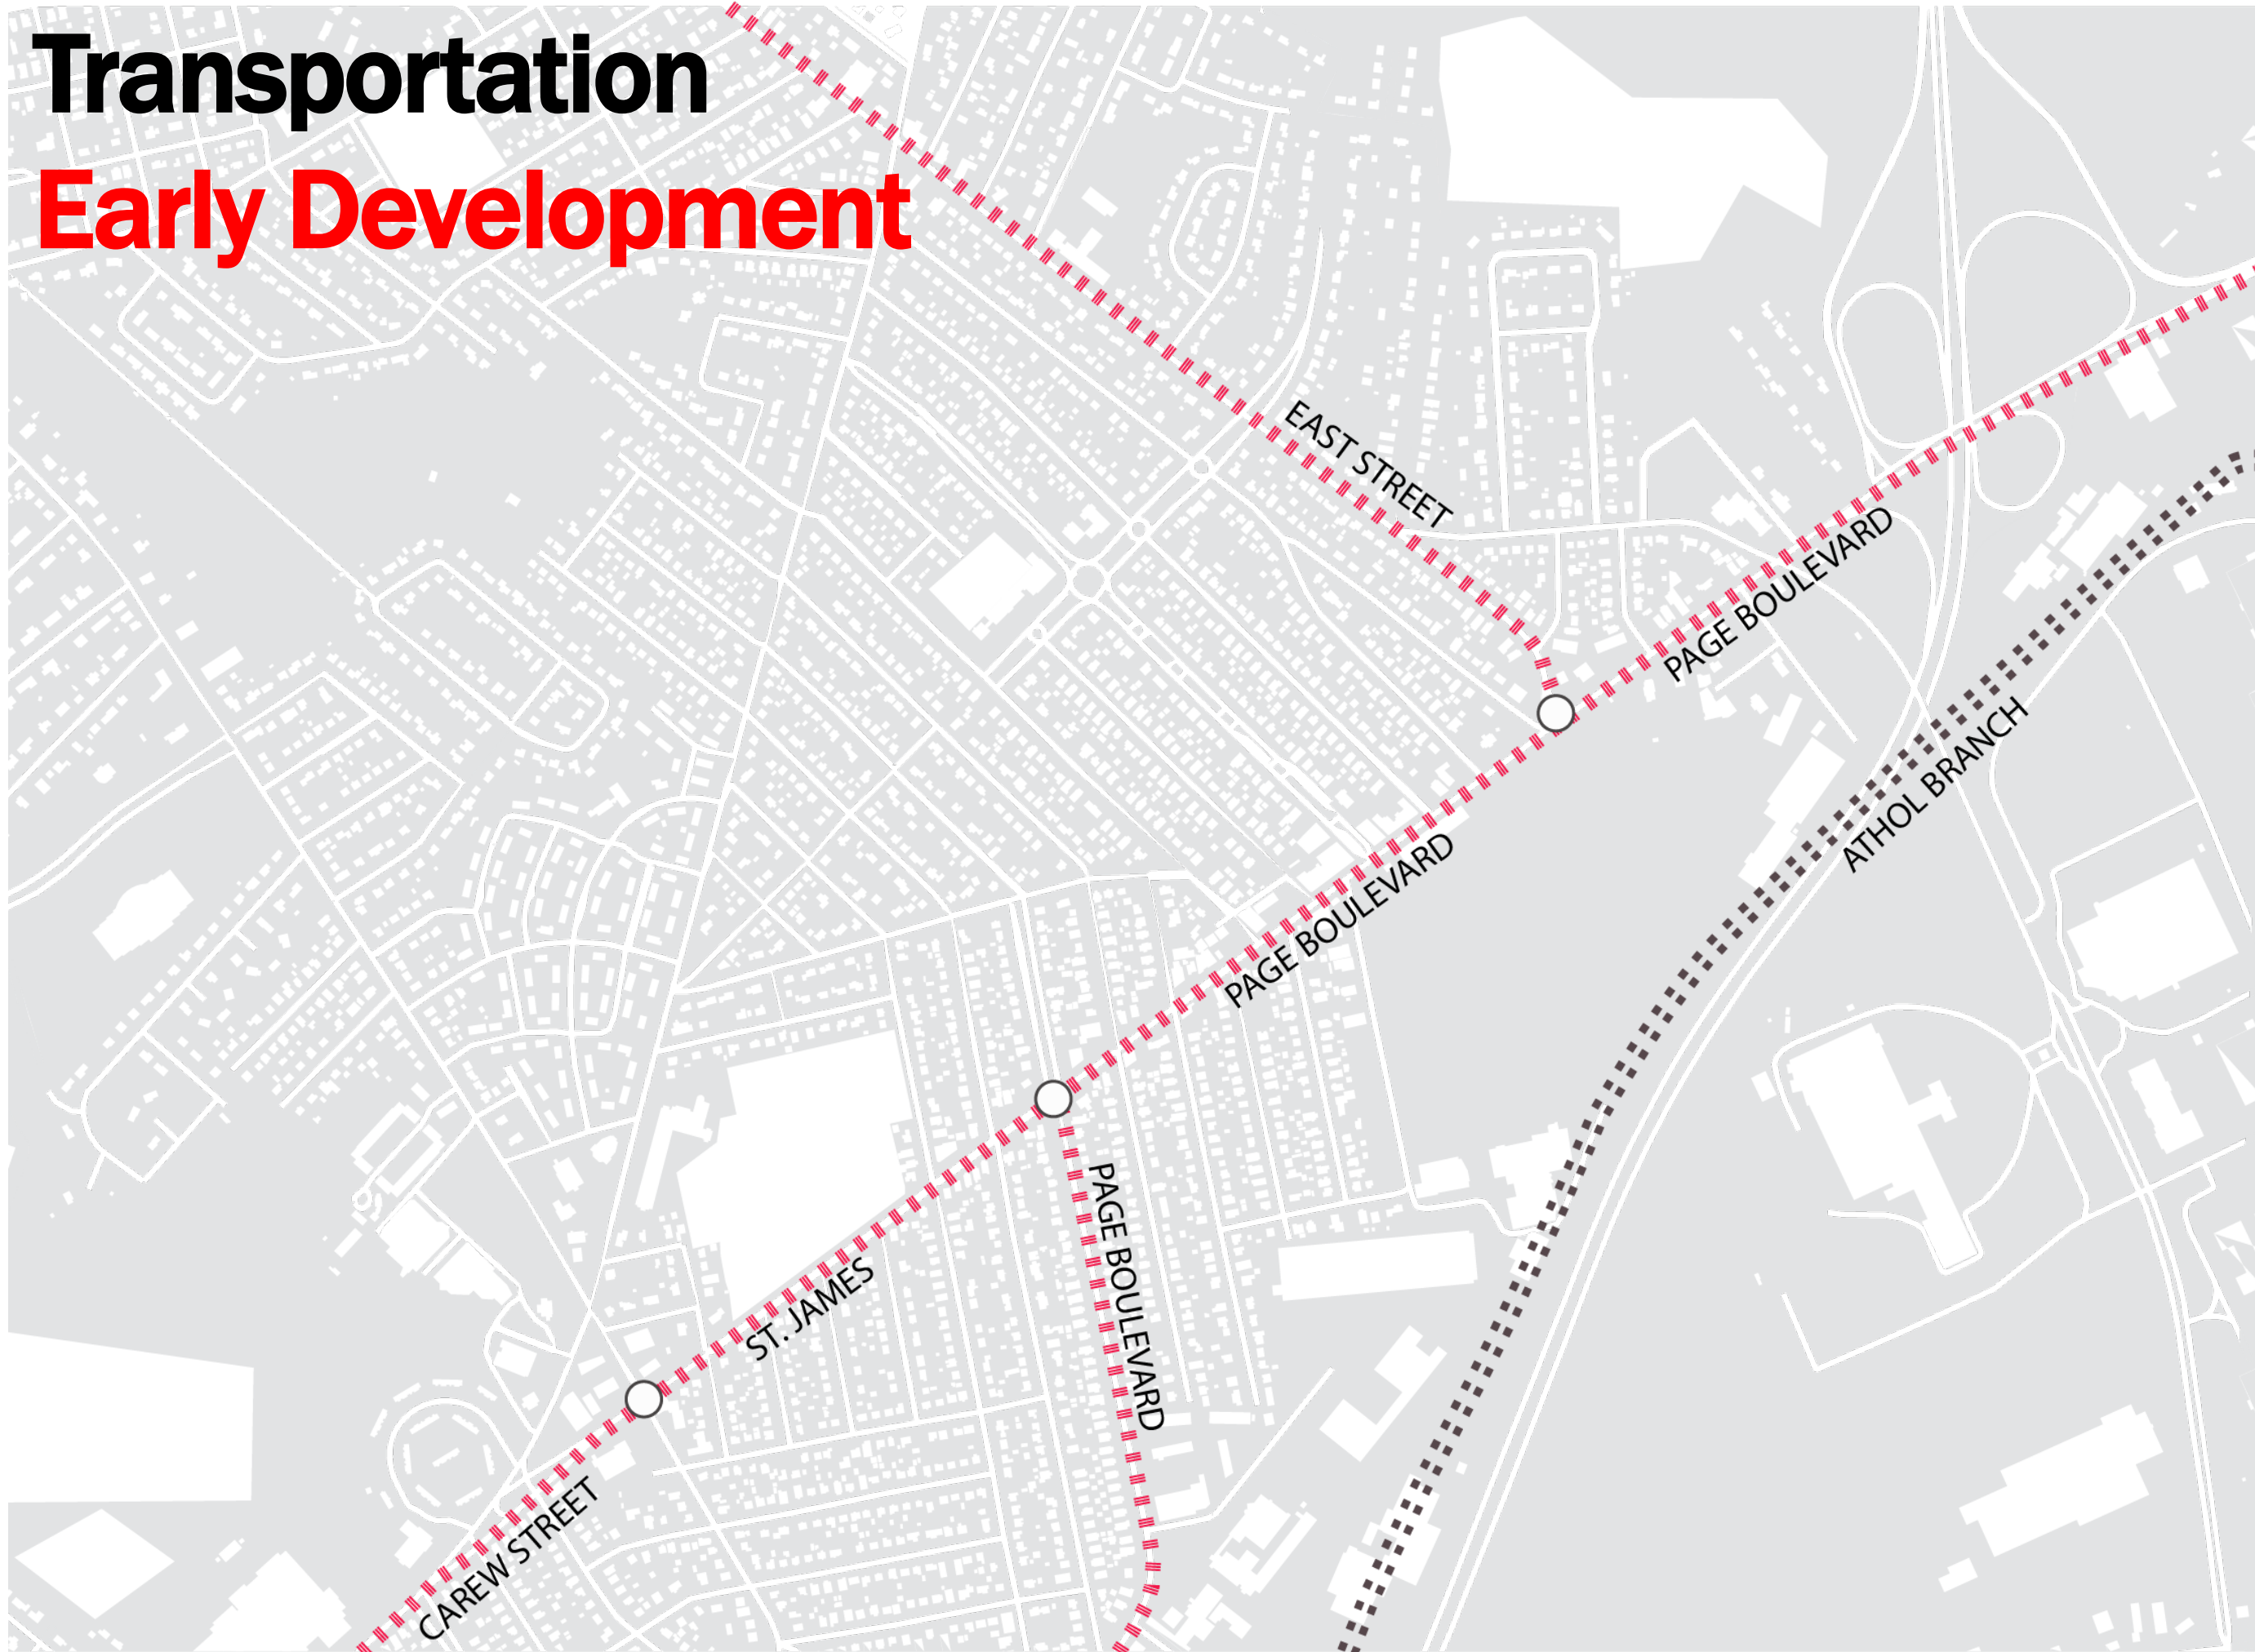 Transportation
Early Development
EAST STREET
PAGE BOULEVARD
ATHOL BRANCH
PAGE BOULEVARD
PAGE BOULEVARD
ST. JAMES
CAREW STREET